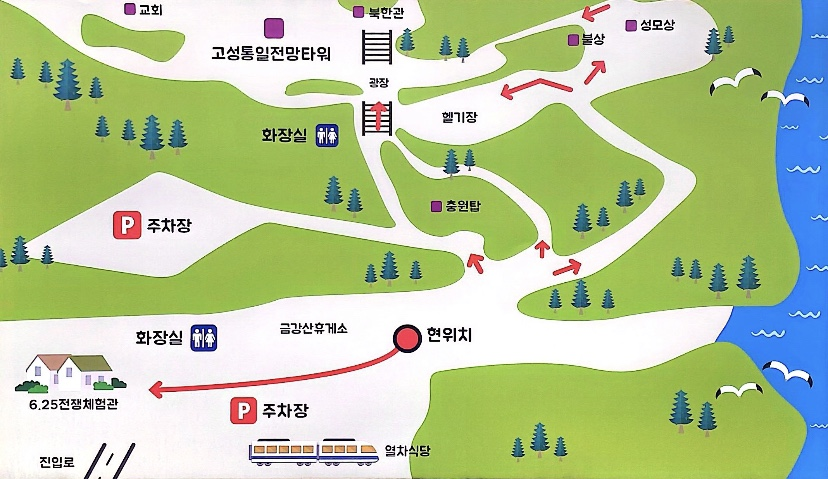 교회
북한관
성모상
불상
고성통일전망타워
광장
헬기장
화장실
충원탑
P 주차장
화장실
금강산휴게소
현위치
6.25전쟁체험관
P 주차장
진입로
열차식당